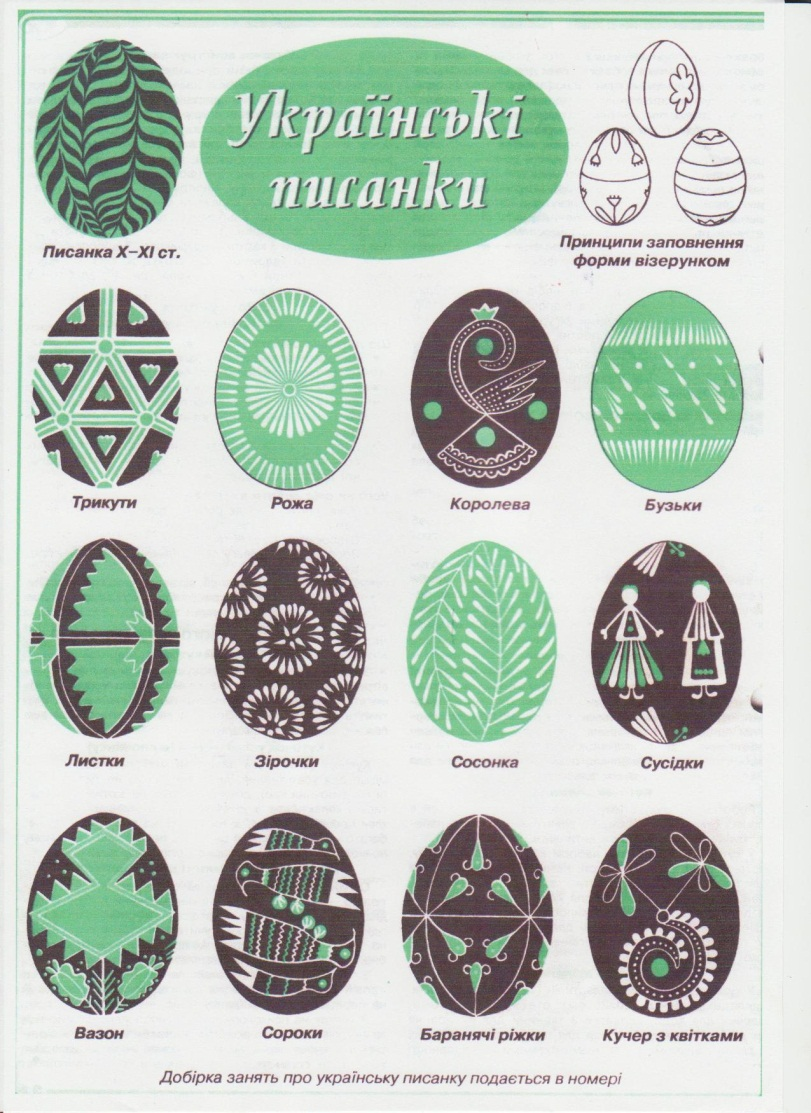 Українські
писанки
Писанка X–XI ст.
Принципи заповнення
форми візерунком
Трикути
Рожа
Королева
Бузьки
Листки
Зірочки
Сосонка
Сусідки
Вазон
Сороки
Баранячі ріжки
Кучер з квітками
Добірка занять про українську писанку подається в номері